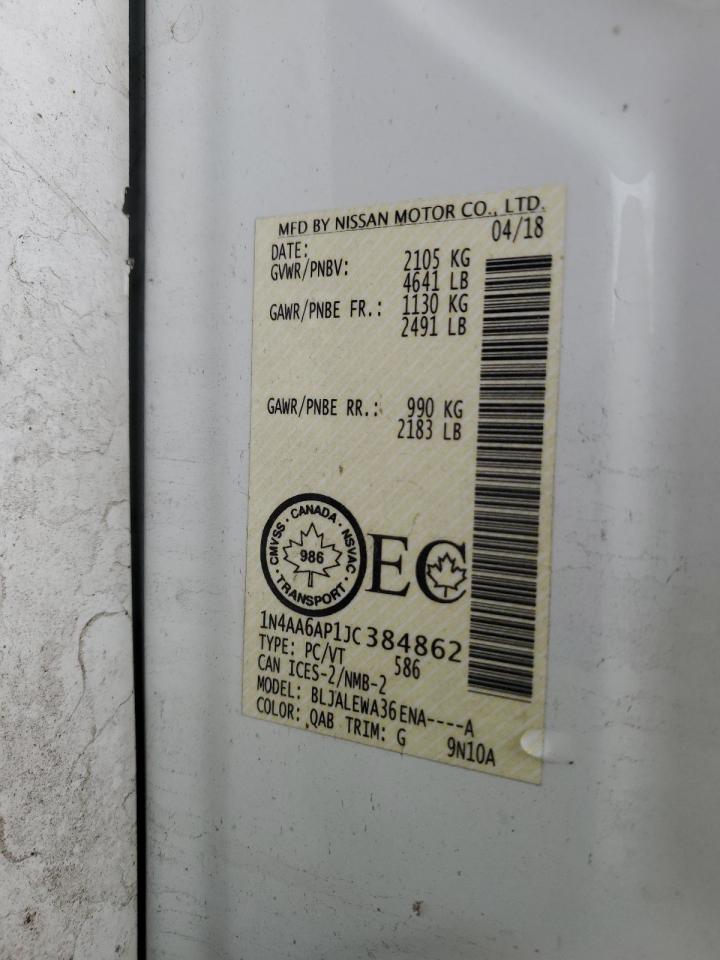 MFD BY NISSAN MOTOR CO., LTD.
DATE: 04/18
GVWR/PNBV: 2105 KG
4641 LB
GAWR/PNBE FR.: 1130 KG
2491 LB
GAWR/PNBE RR.: 990 KG
2183 LB
CANADA · NSVAC · TRANSPORT · CMVSS ·
986
EC
1N4AA6AP1JC384862
TYPE: PC/VT 586
CAN ICES-2/NMB-2
MODEL: BLJALEWA36ENA----A
COLOR: QAB TRIM: G 9N10A